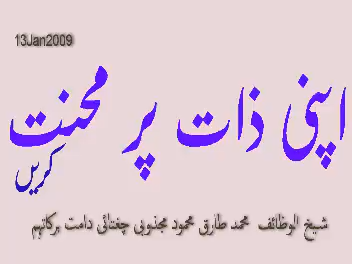 13Jan2009
اپنی ذات پر محنت
کریں
شیخ الوظائف محمد طارق محمود مجذوبی چغتائی دامت برکاتہم